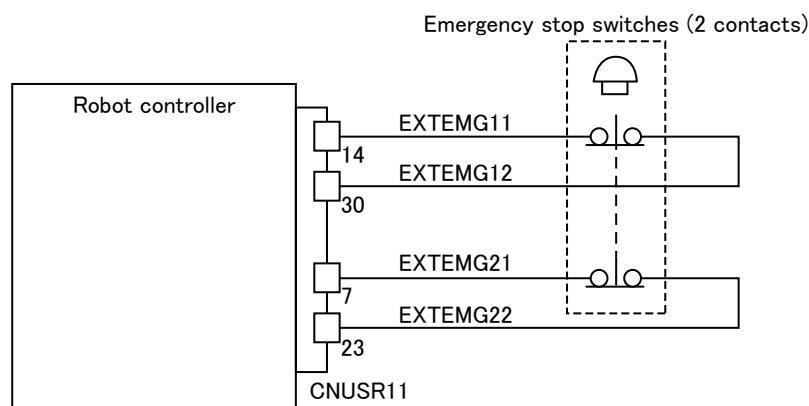 Emergency stop switches (2 contacts)
Robot controller
EXTEMG11
14
EXTEMG12
30
EXTEMG21
7
EXTEMG22
23
CNUSR11